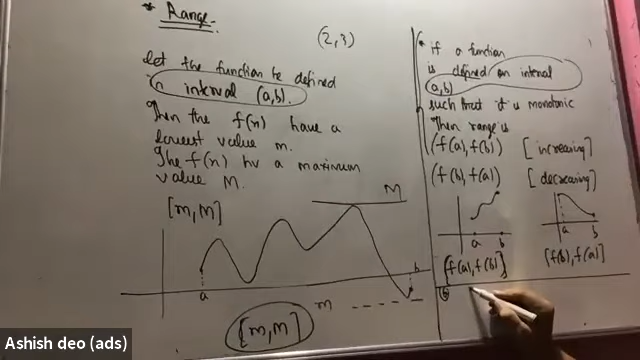 * Range.
(2,3)
Let the function be defined
in interval (a,b).
Then the f(x) have a
lowest value m.
The f(x) hv a maximum
value M.
[m,M]
M
a
b
m
[m,M]
* if a function
is defined on interval
(a,b)
such that it is monotonic
Then range is
(f(a), f(b)) [increasing]
(f(b), f(a)) [decreasing]
a b
a b
[f(a), f(b)]
[f(b), f(a)]
Ashish deo (ads)